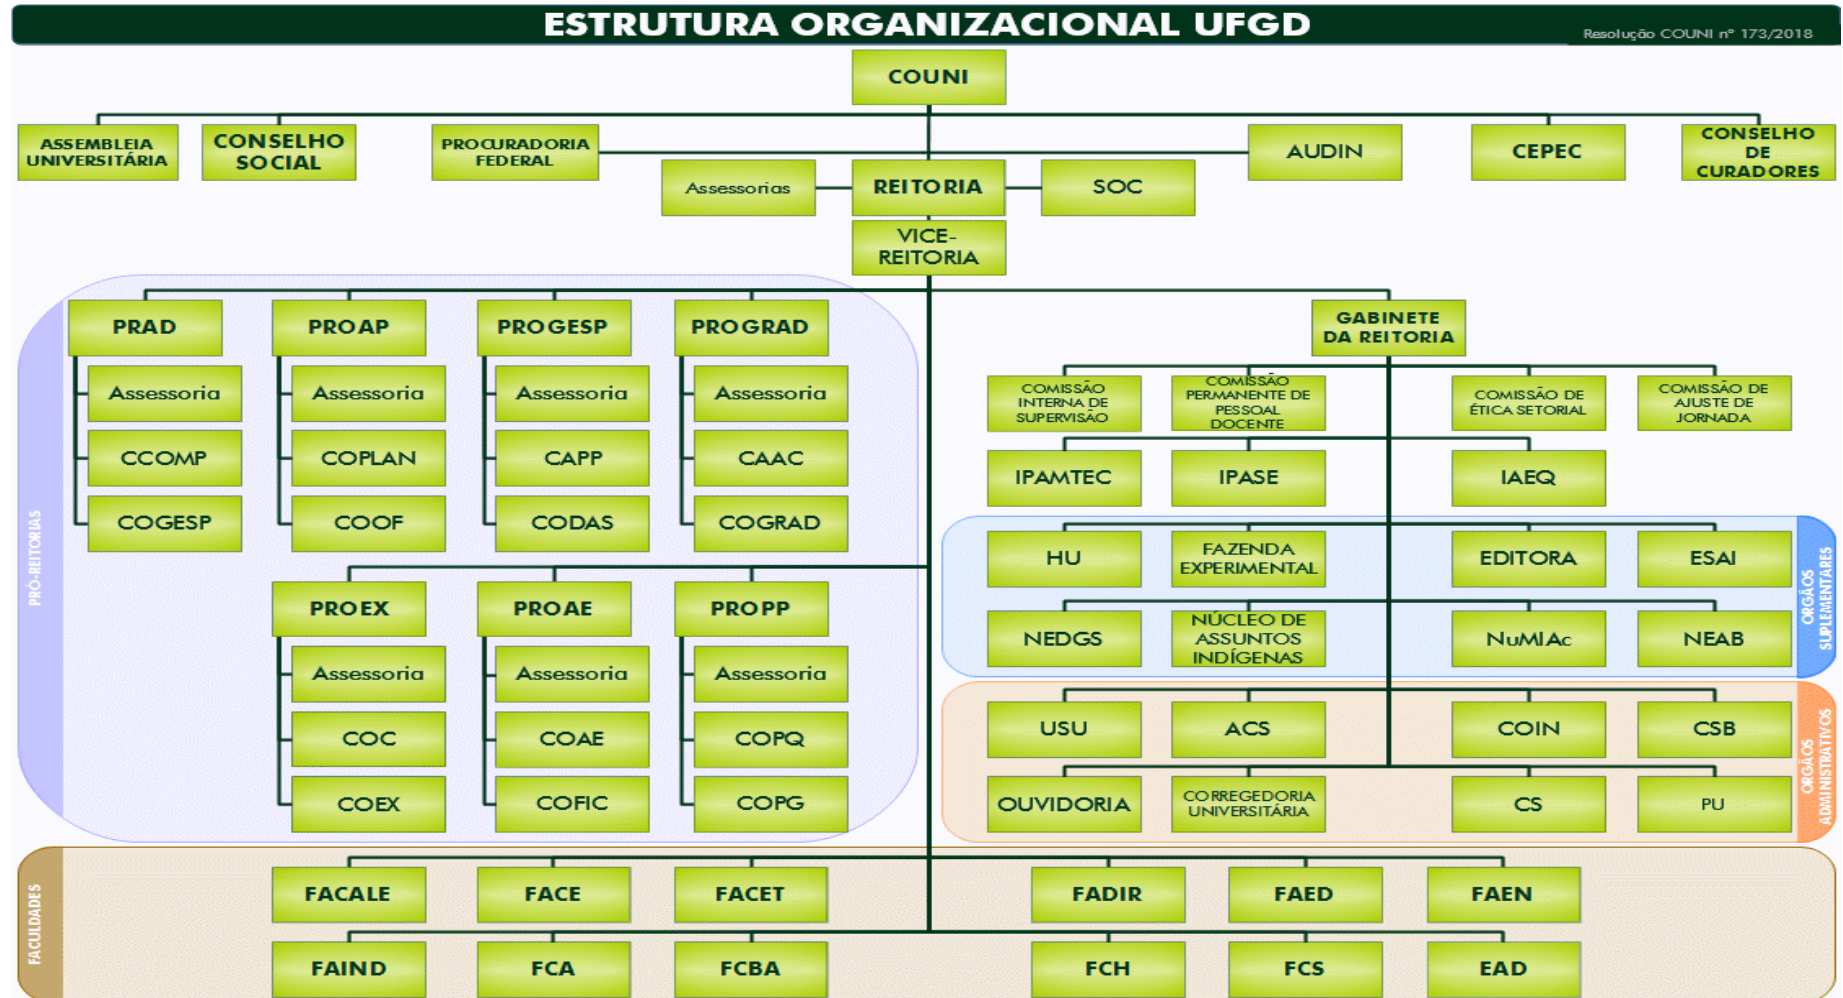 ESTRUTURA ORGANIZACIONAL UFGD
Resolução COUNI nº 173/2018
COUNI
ASSEMBLEIA
UNIVERSITÁRIA
CONSELHO
SOCIAL
PROCURADORIA
FEDERAL
AUDIN
CEPEC
CONSELHO
DE
CURADORES
Assessorias
REITORIA
SOC
VICE-
REITORIA
PRÓ-REITORIAS
PRAD
PROAP
PROGESP
PROGRAD
Assessoria
Assessoria
Assessoria
Assessoria
CCOMP
COPLAN
CAPP
CAAC
COGESP
COOF
CODAS
COGRAD
PROEX
PROAE
PROPP
Assessoria
Assessoria
Assessoria
COC
COAE
COPQ
COEX
COFIC
COPG
GABINETE
DA REITORIA
COMISSÃO
INTERNA DE
SUPERVISÃO
COMISSÃO
PERMANENTE DE
PESSOAL
DOCENTE
COMISSÃO DE
ÉTICA SETORIAL
COMISSÃO DE
AJUSTE DE
JORNADA
IPAMTEC
IPASE
IAEQ
HU
FAZENDA
EXPERIMENTAL
EDITORA
ESAI
NEDGS
NÚCLEO DE
ASSUNTOS
INDÍGENAS
NuMIAc
NEAB
ORGÃOS
SUPLEMENTARES
USU
ACS
COIN
CSB
OUVIDORIA
CORREGEDORIA
UNIVERSITÁRIA
CS
PU
ORGÃOS
ADMINISTRATIVOS
FACULDADES
FACALE
FACE
FACET
FADIR
FAED
FAEN
FAIND
FCA
FCBA
FCH
FCS
EAD